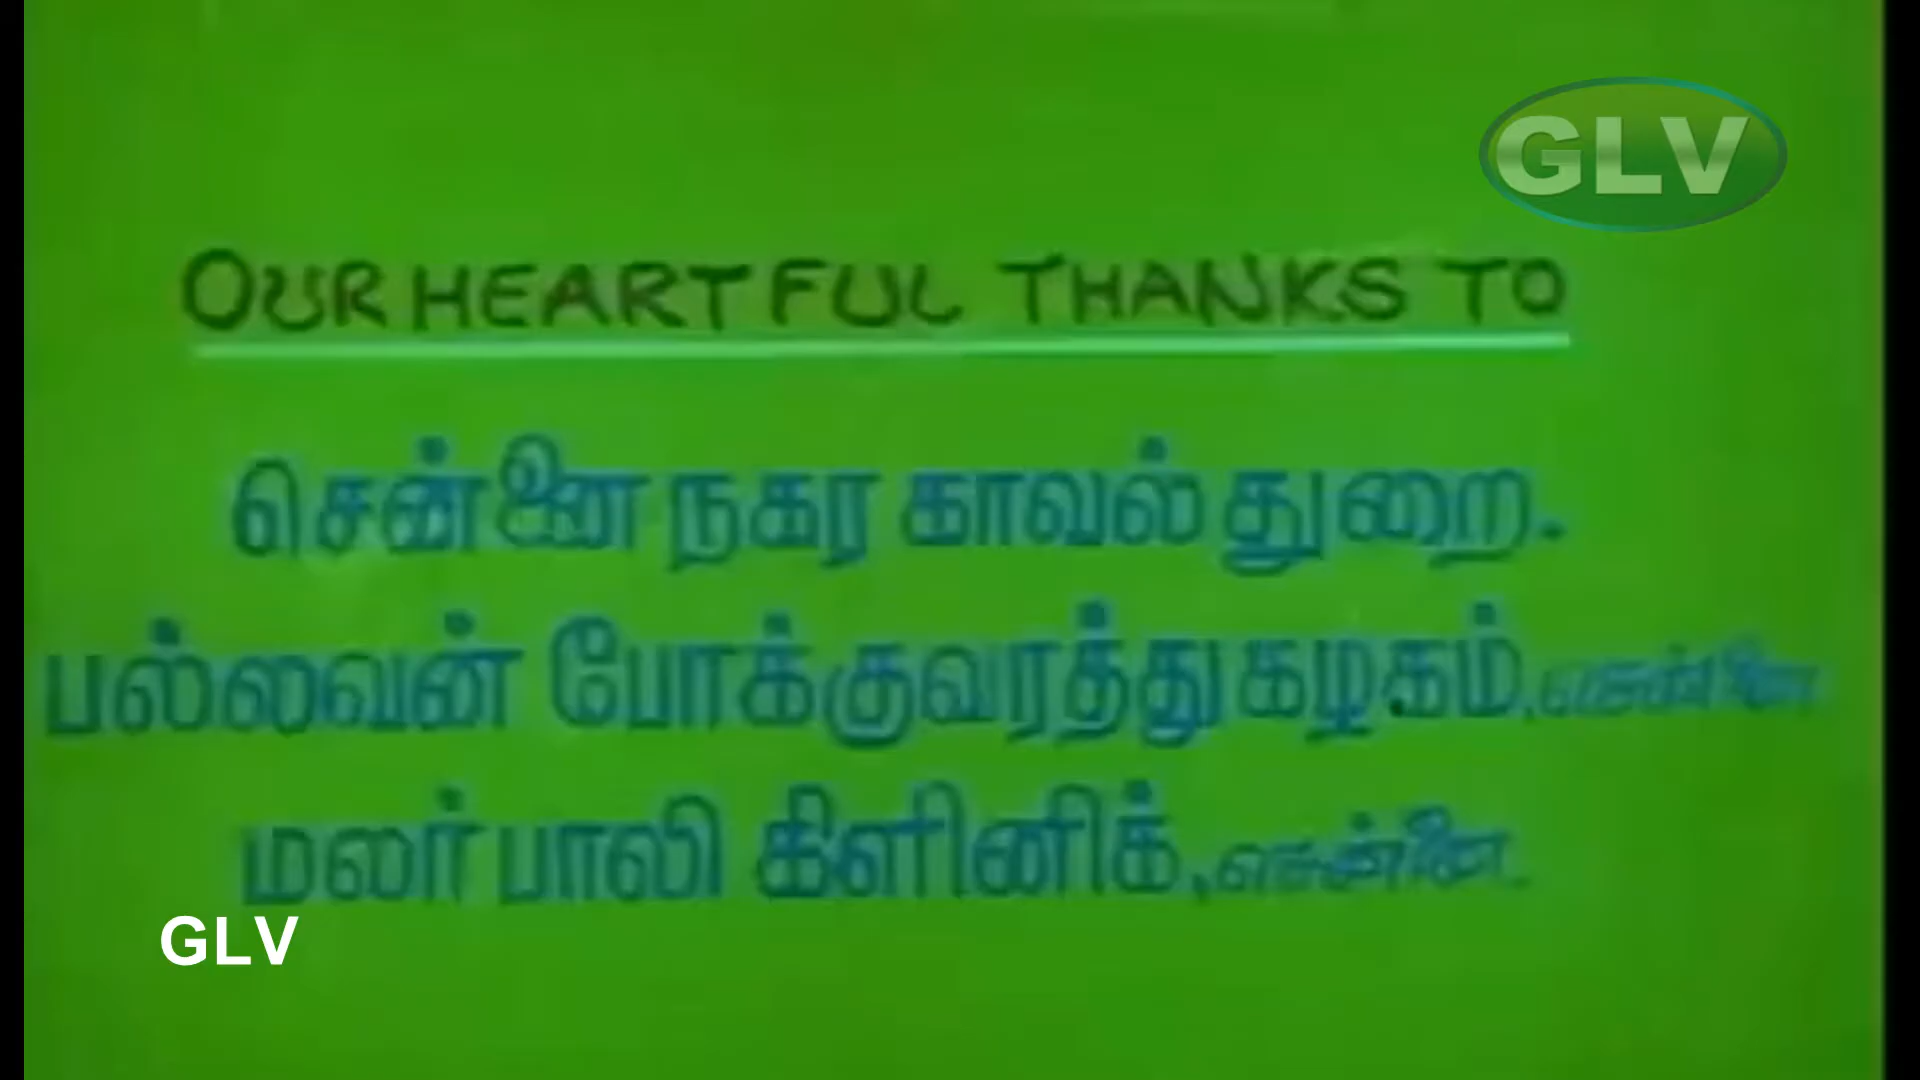 GLV
OUR HEARTFUL THANKS TO
சென்னை நகர காவல் துறை.
பல்லவன் போக்குவரத்து கழகம், சென்னை.
மலர் பாலி கிளினிக், சென்னை.
GLV